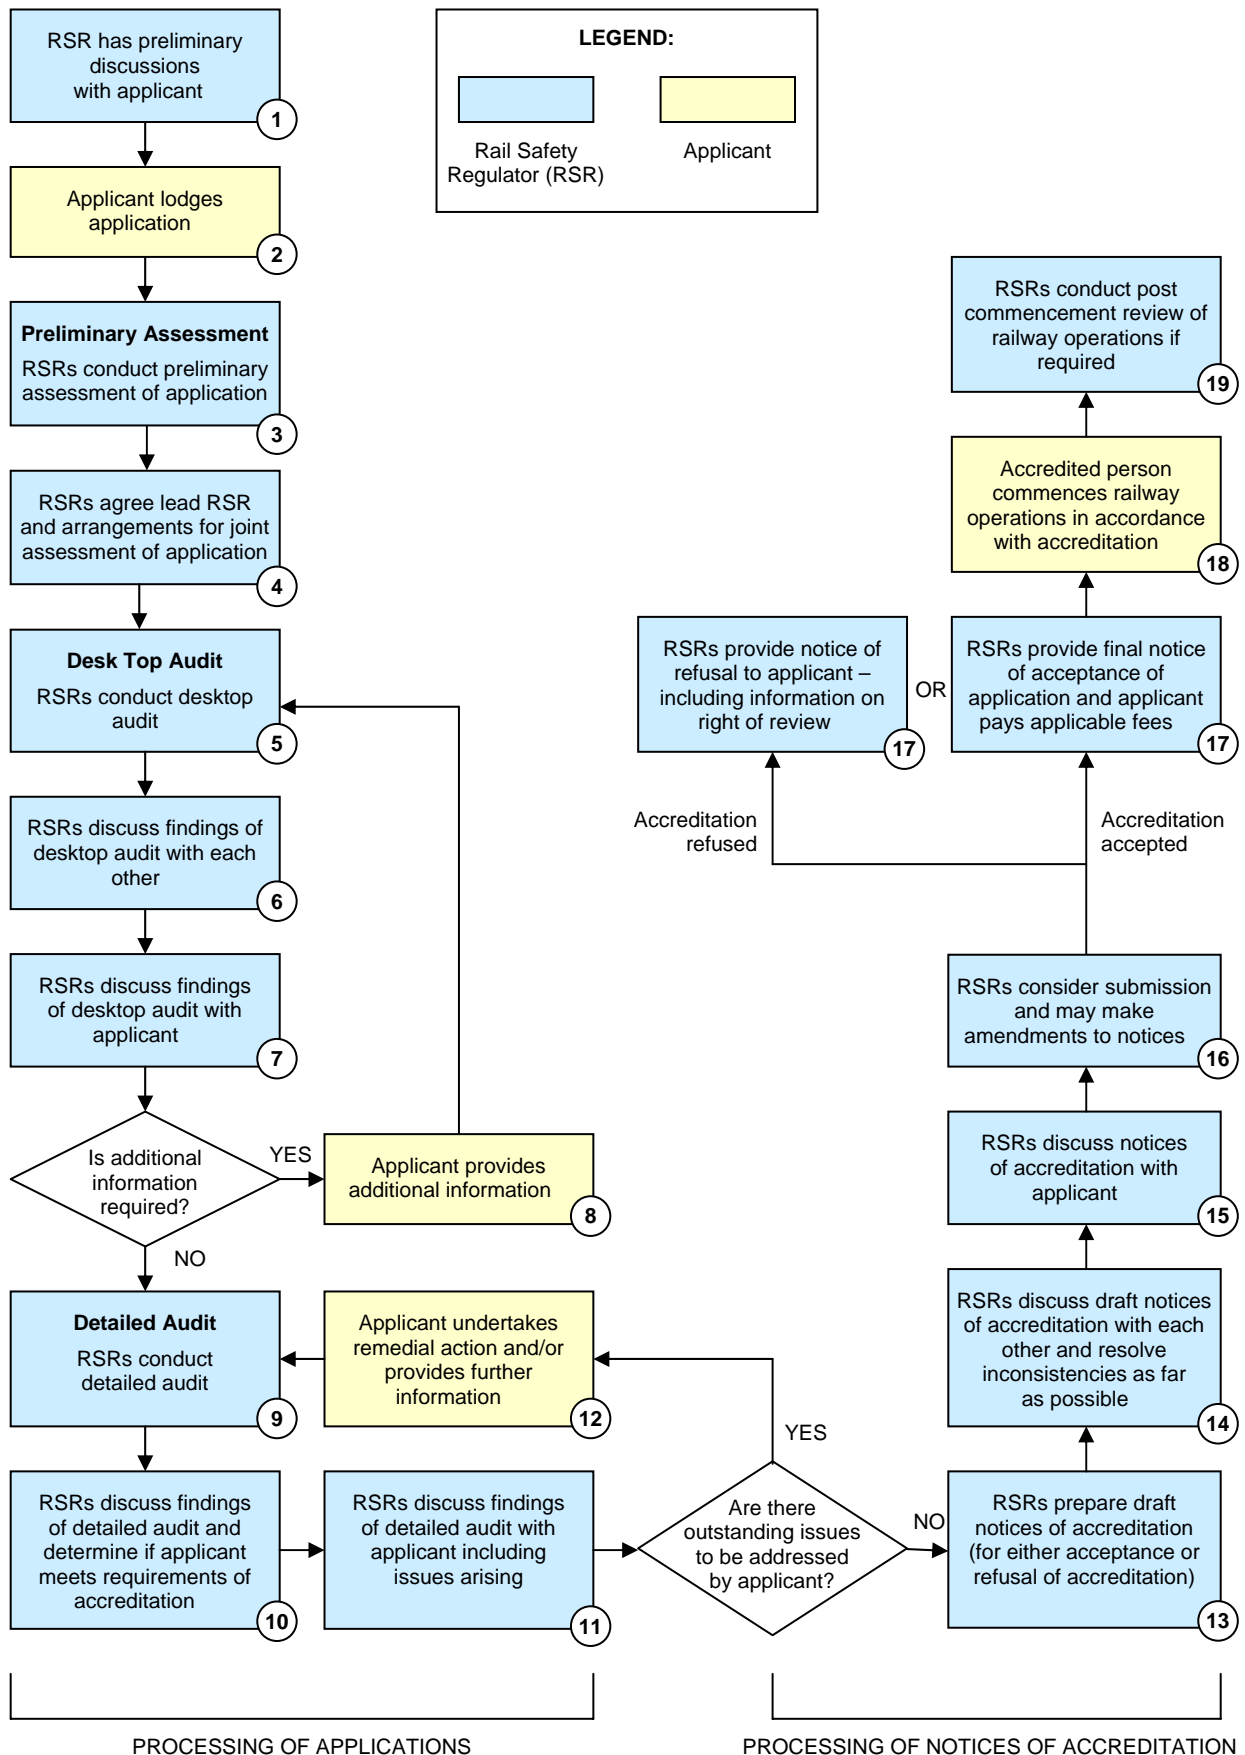 RSR has preliminary
discussions
with applicant
1
LEGEND:
Rail Safety
Regulator (RSR)
Applicant
Applicant lodges
application
2
Preliminary Assessment
RSRs conduct preliminary
assessment of application
3
RSRs agree lead RSR
and arrangements for joint
assessment of application
4
Desk Top Audit
RSRs conduct desktop
audit
5
RSRs discuss findings of
desktop audit with each
other
6
RSRs discuss findings
of desktop audit with
applicant
7
Is additional
information
required?
YES
NO
Applicant provides
additional information
8
Detailed Audit
RSRs conduct
detailed audit
9
RSRs discuss findings
of detailed audit and
determine if applicant
meets requirements of
accreditation
10
RSRs discuss findings
of detailed audit with
applicant including
issues arising
11
Applicant undertakes
remedial action and/or
provides further
information
12
Are there
outstanding issues
to be addressed
by applicant?
YES
NO
RSRs prepare draft
notices of accreditation
(for either acceptance or
refusal of accreditation)
13
RSRs discuss draft notices
of accreditation with each
other and resolve
inconsistencies as far
as possible
14
RSRs discuss notices
of accreditation with
applicant
15
RSRs consider submission
and may make
amendments to notices
16
Accreditation
refused
Accreditation
accepted
RSRs provide notice of
refusal to applicant –
including information on
right of review
17
OR
RSRs provide final notice
of acceptance of
application and applicant
pays applicable fees
17
Accredited person
commences railway
operations in accordance
with accreditation
18
RSRs conduct post
commencement review of
railway operations if
required
19
PROCESSING OF APPLICATIONS
PROCESSING OF NOTICES OF ACCREDITATION